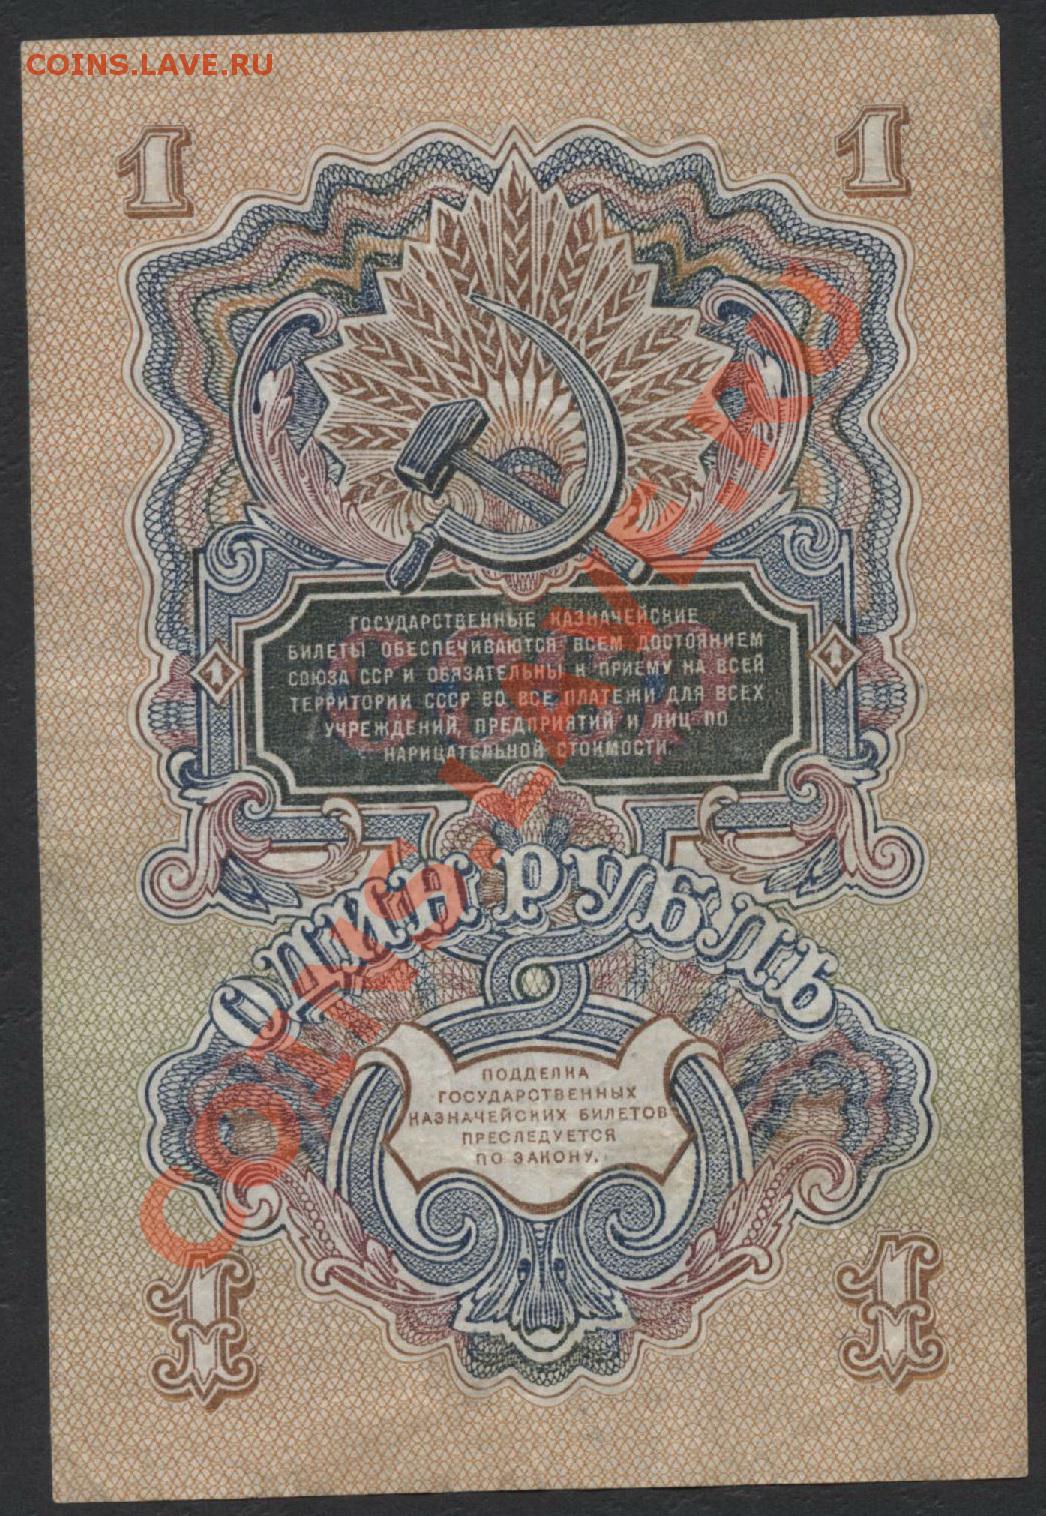 COINS.LAVE.RU
1 1
ГОСУДАРСТВЕННЫЕ КАЗНАЧЕЙСКИЕ
БИЛЕТЫ ОБЕСПЕЧИВАЮТСЯ ВСЕМ ДОСТОЯНИЕМ
СОЮЗА ССР И ОБЯЗАТЕЛЬНЫ К ПРИЕМУ НА ВСЕЙ
ТЕРРИТОРИИ СССР ВО ВСЕ ПЛАТЕЖИ ДЛЯ ВСЕХ
УЧРЕЖДЕНИЙ, ПРЕДПРИЯТИЙ И ЛИЦ ПО
НАРИЦАТЕЛЬНОЙ СТОИМОСТИ.
1 1
СССР
ОДИН РУБЛЬ
ПОДДЕЛКА
ГОСУДАРСТВЕННЫХ
КАЗНАЧЕЙСКИХ БИЛЕТОВ
ПРЕСЛЕДУЕТСЯ
ПО ЗАКОНУ.
1 1
COINS.LAVE.RU